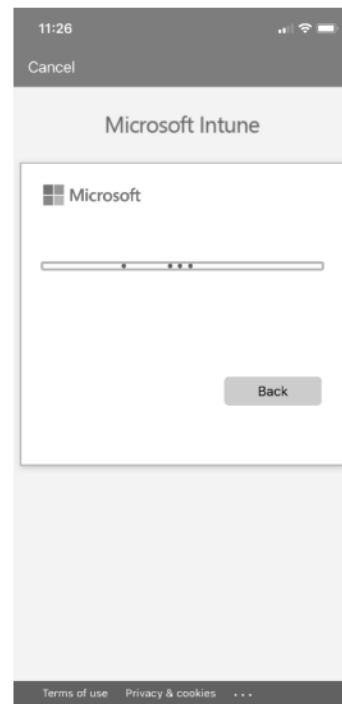 11:26
Cancel
Microsoft Intune
Microsoft
Back
Terms of use Privacy & cookies ...